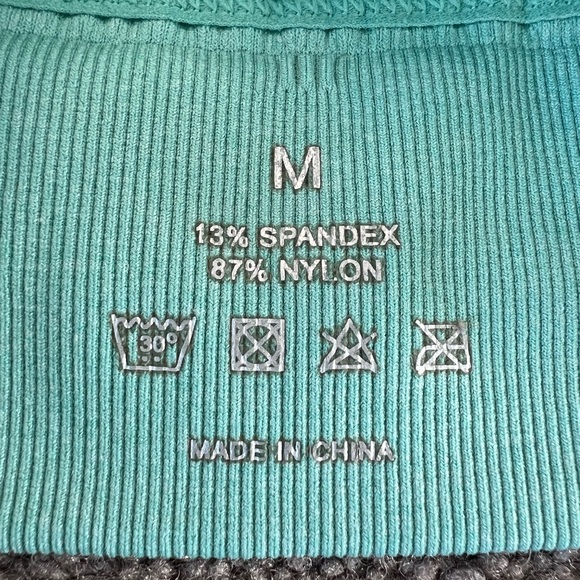 M
13% SPANDEX
87% NYLON
30°
MADE IN CHINA